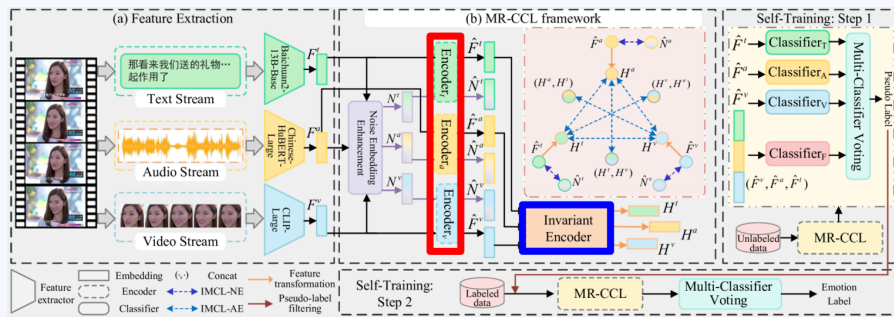 (a) Feature Extraction
那看来我们送的礼物…
起作用了
Text Stream
Audio Stream
Video Stream
Baichuan2-
13B-Base
Chinese-
HuBERT-
Large
CLIP-
Large
F^t
F^a
F^v
(b) MR-CCL framework
Noise Embedding
Enhancement
N^t
N^a
N^v
Encoder_t
Encoder_a
Encoder_v
F̂^t
N̂^t
F̂^a
N̂^a
F̂^v
N̂^v
F̂^a
N̂^a
H^a
(H^a, H^t)
(H^v, H^a)
H^t
H^v
F̂^t
F̂^v
(H^t, H^v)
N̂^t
N̂^v
Invariant
Encoder
H^t
H^a
H^v
Self-Training: Step 1
F̂^t
Classifier_T
F̂^a
Classifier_A
F̂^v
Classifier_V
Classifier_F
(F̂^v, F̂^a, F̂^t)
Multi-Classifier
Voting
Pseudo Label
Unlabeled
data
MR-CCL
Feature
extractor
Embedding
Encoder
Classifier
(·,·)
Concat
IMCL-NE
IMCL-AE
Feature
transformation
Pseudo-label
filtering
Self-Training:
Step 2
Labeled
data
MR-CCL
Multi-Classifier
Voting
Emotion
Label